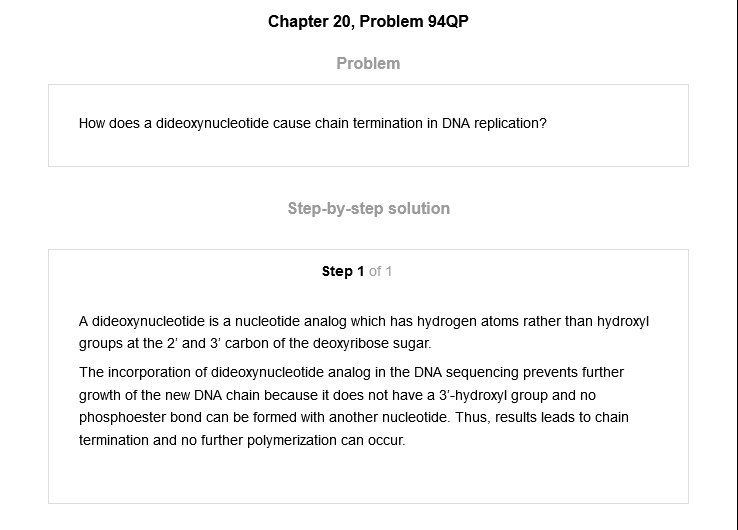 Chapter 20, Problem 94QP
Problem
How does a dideoxynucleotide cause chain termination in DNA replication?
Step-by-step solution
Step 1 of 1
A dideoxynucleotide is a nucleotide analog which has hydrogen atoms rather than hydroxyl
groups at the 2’ and 3’ carbon of the deoxyribose sugar.
The incorporation of dideoxynucleotide analog in the DNA sequencing prevents further
growth of the new DNA chain because it does not have a 3’-hydroxyl group and no
phosphoester bond can be formed with another nucleotide. Thus, results leads to chain
termination and no further polymerization can occur.